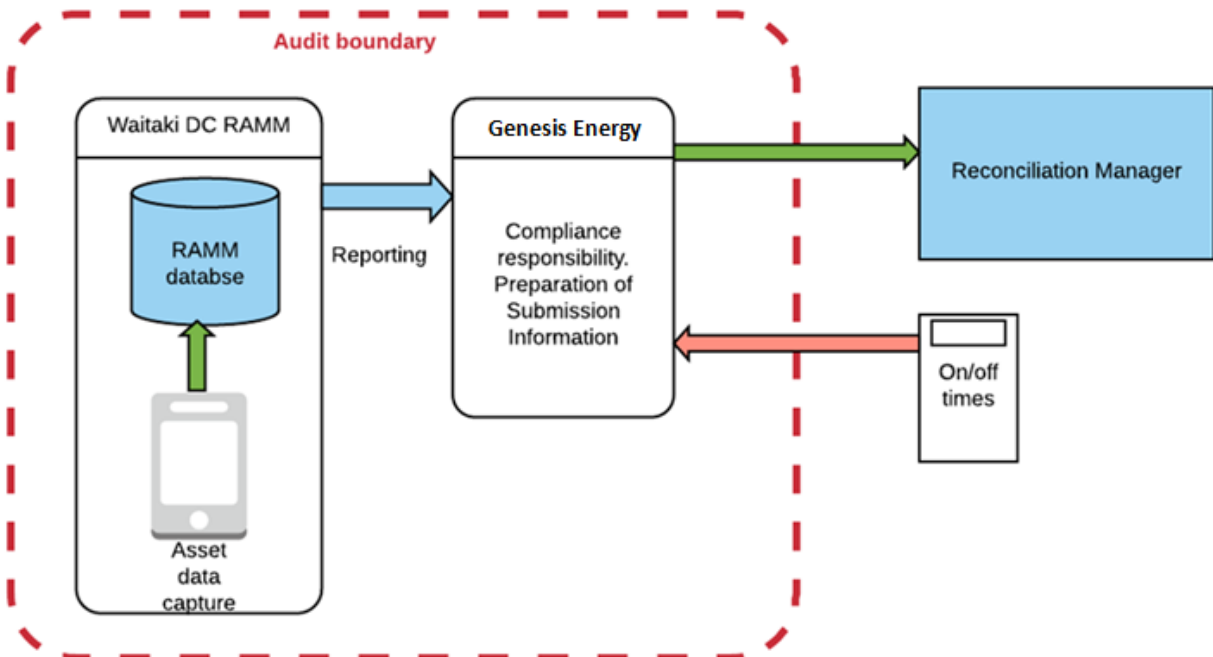 Audit boundary
Waitaki DC RAMM
RAMM
databse
Asset
data
capture
Reporting
Genesis Energy
Compliance
responsibility.
Preparation of
Submission
Information
Reconciliation Manager
On/off
times